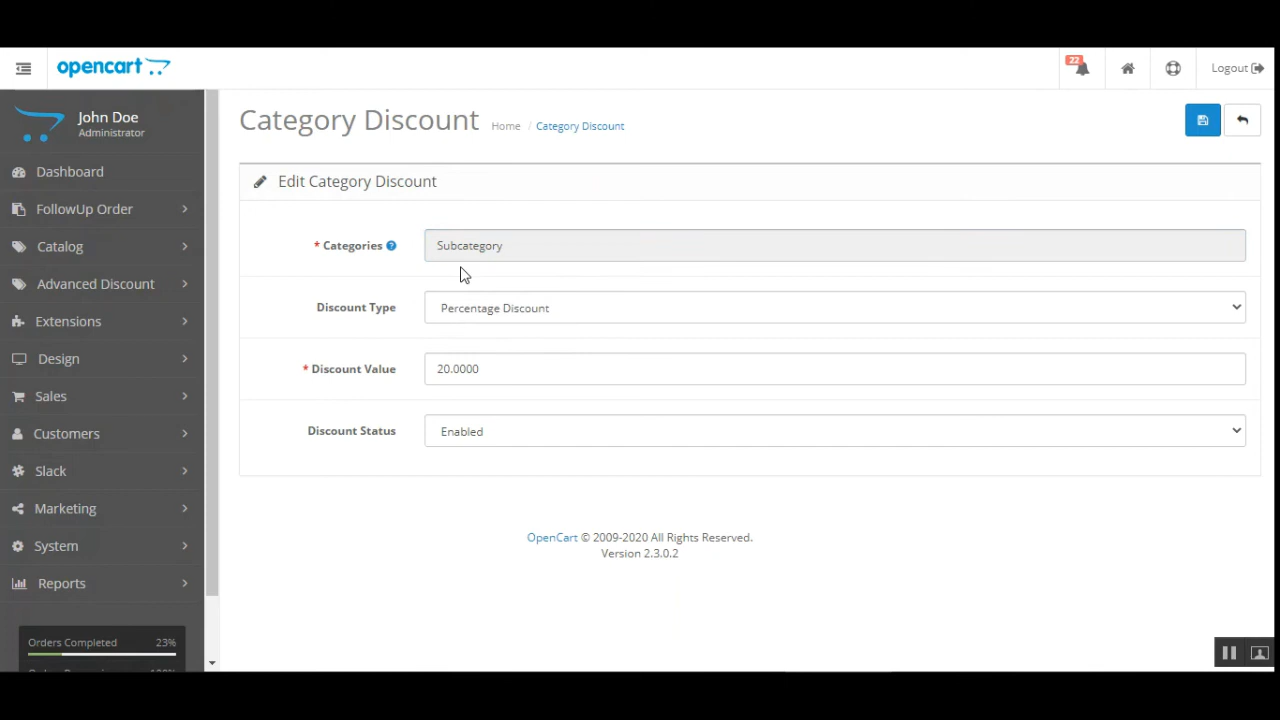 opencart
22
Logout
John Doe
Administrator
Category Discount
Home / Category Discount
Dashboard
FollowUp Order
Catalog
Advanced Discount
Extensions
Design
Sales
Customers
Slack
Marketing
System
Reports
Orders Completed 23%
Edit Category Discount
* Categories ?
Subcategory
Discount Type
Percentage Discount
* Discount Value
20.0000
Discount Status
Enabled
OpenCart © 2009-2020 All Rights Reserved.
Version 2.3.0.2